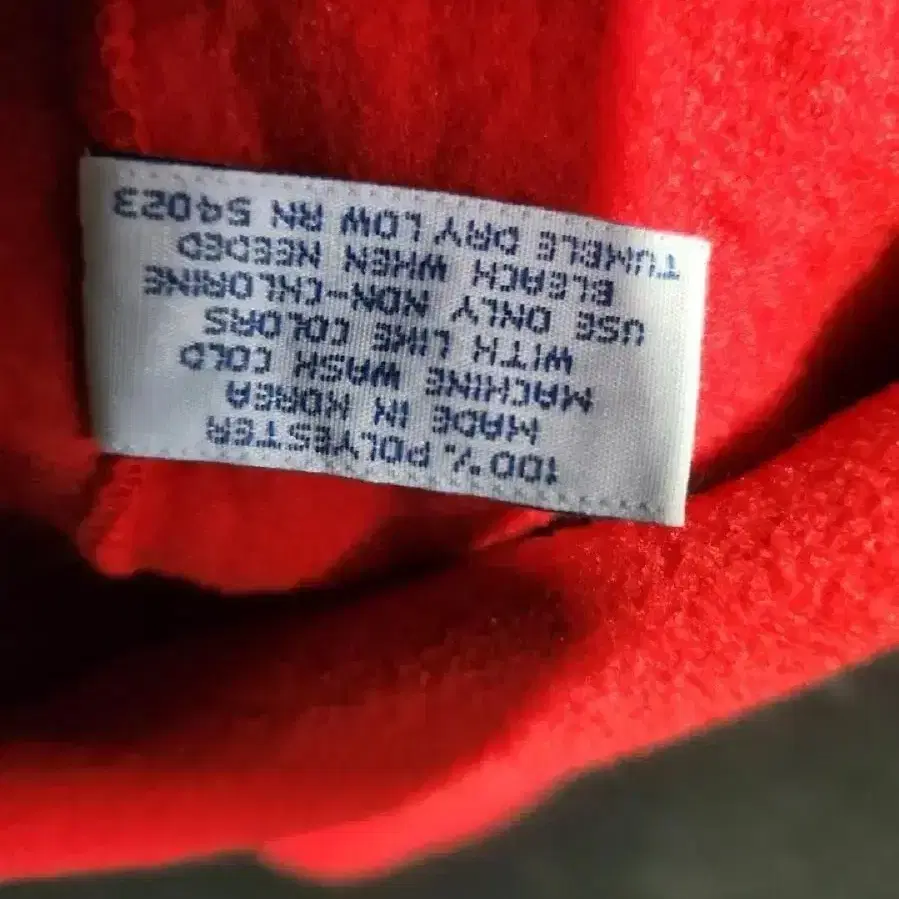 100% POLYESTER
MADE IN KOREA
MACHINE WASH COLD
WITH LIKE COLORS
USE ONLY NON-CHLORINE
BLEACH WHEN NEEDED
TUMBLE DRY LOW RN 54023